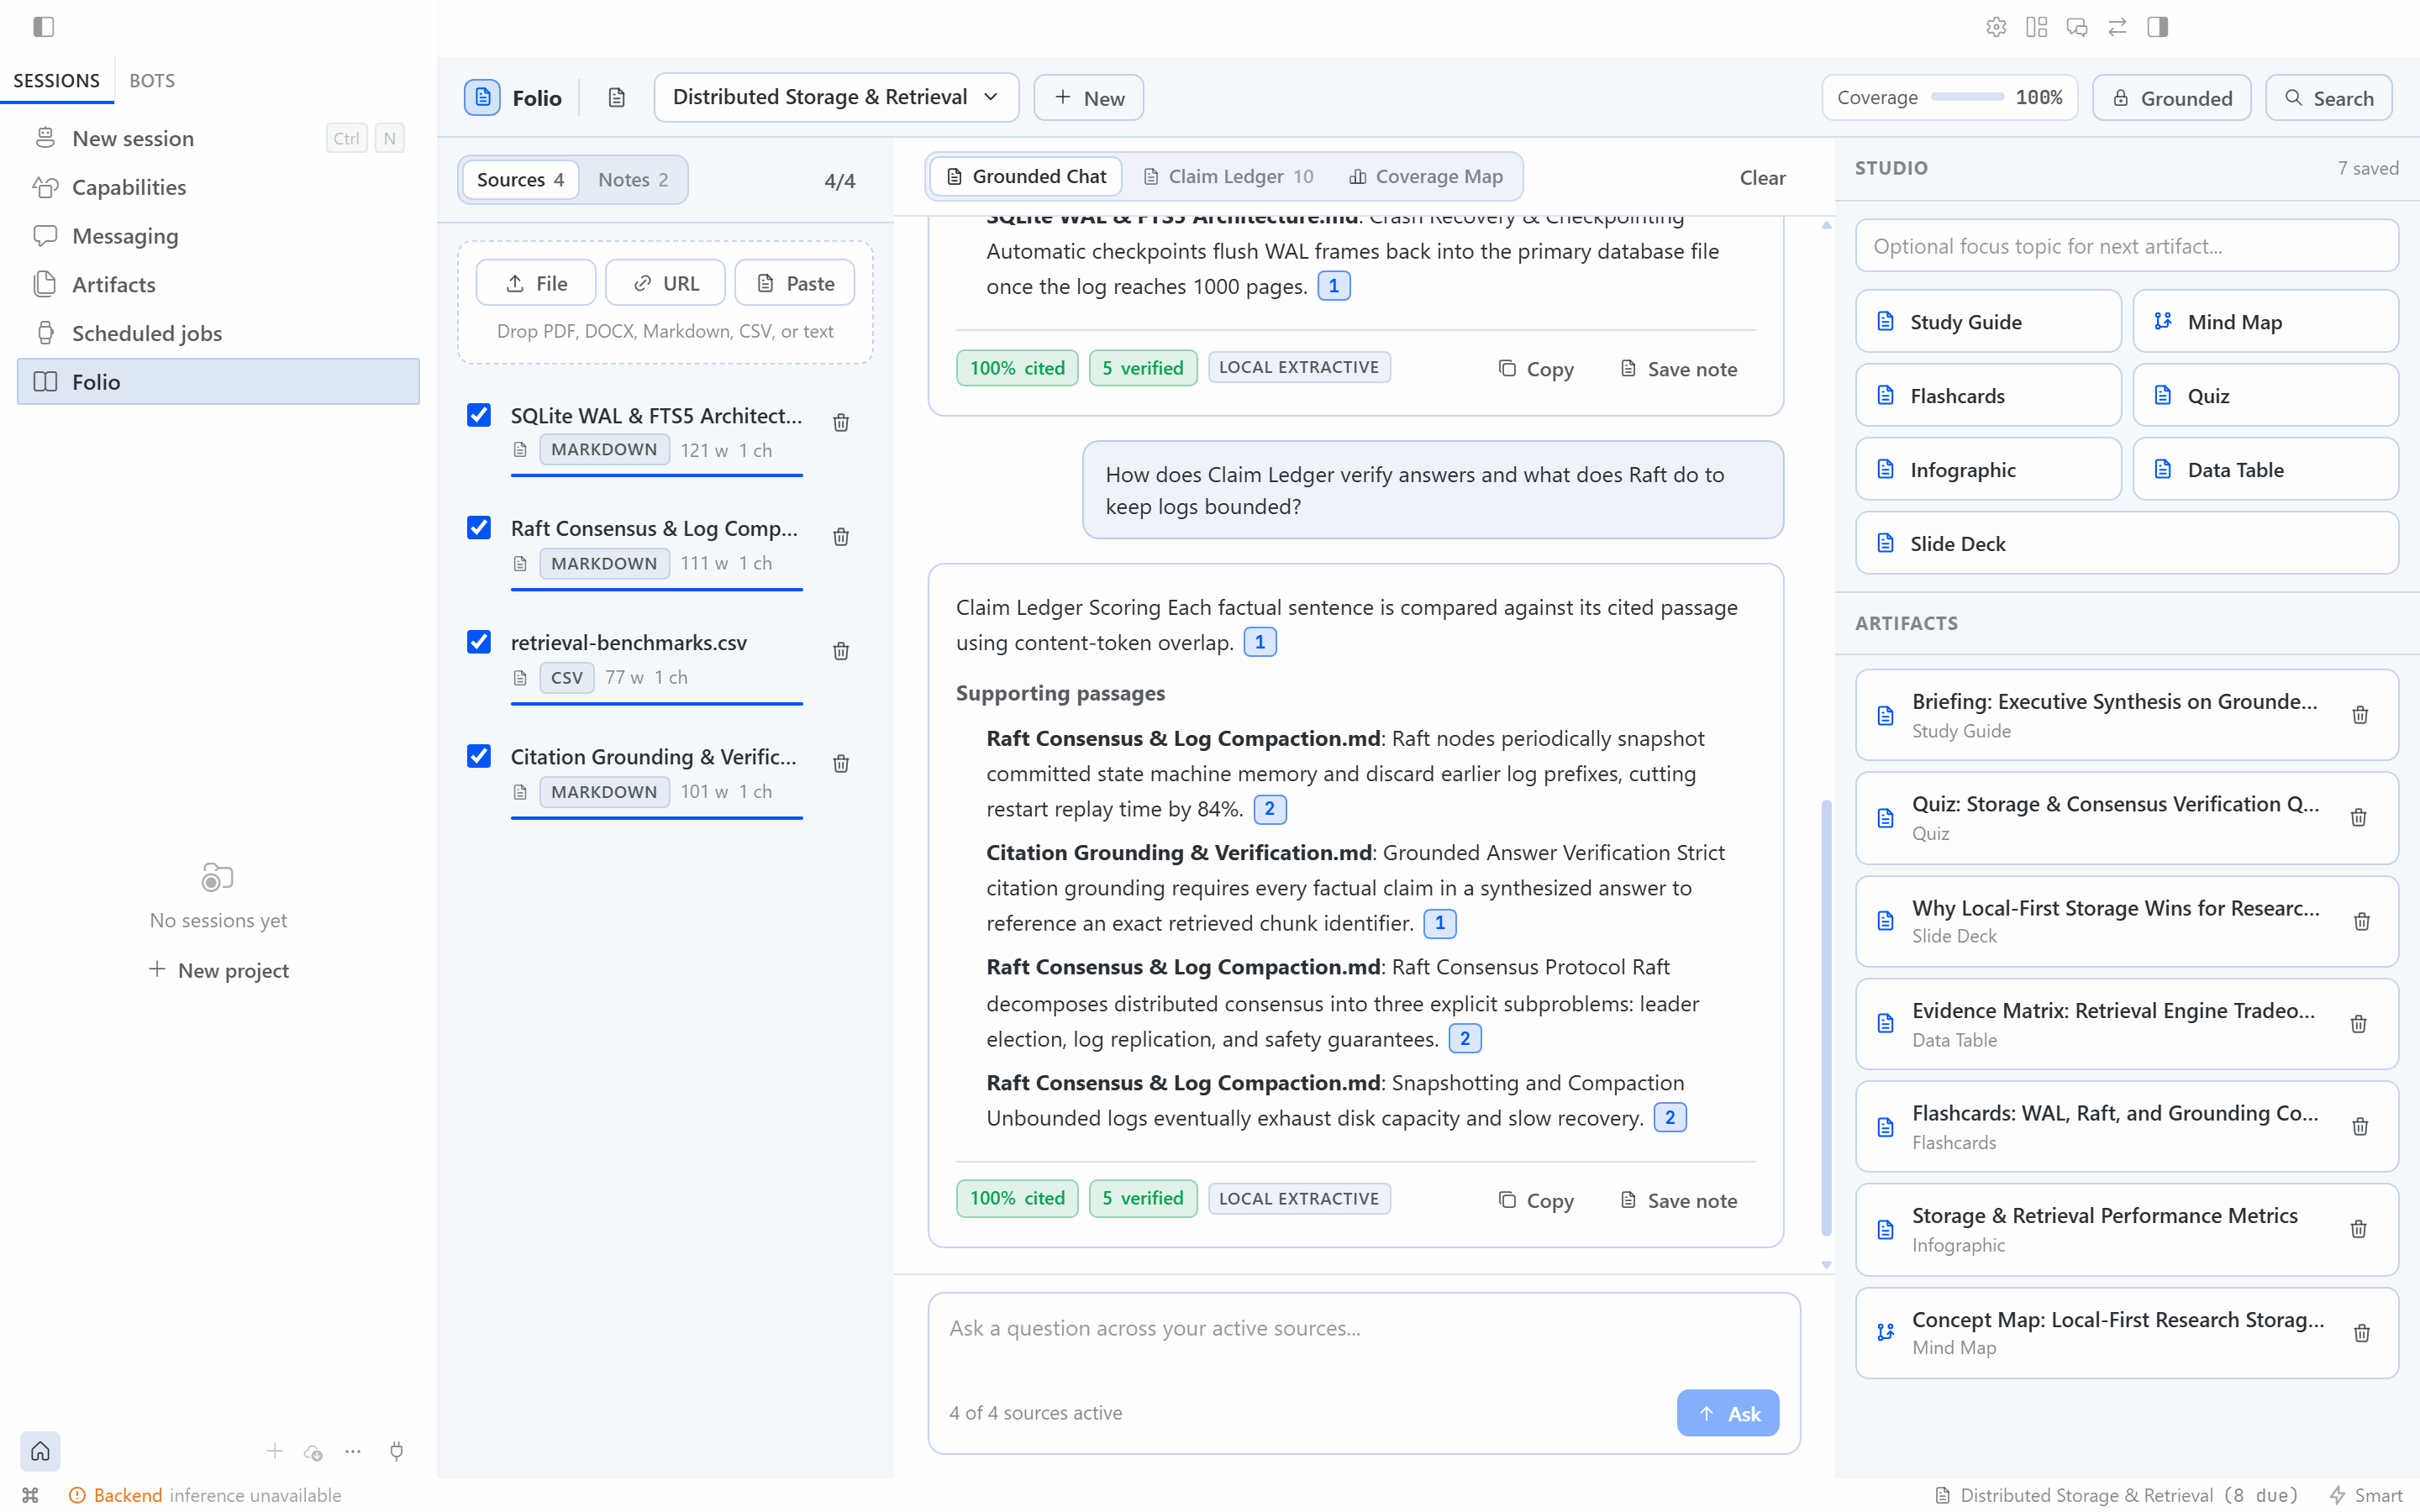 SESSIONS
BOTS
New session
Ctrl N
Capabilities
Messaging
Artifacts
Scheduled jobs
Folio
No sessions yet
New project
Folio
Distributed Storage & Retrieval
New
Coverage 100%
Grounded
Search
Sources 4
Notes 2
4/4
File
URL
Paste
Drop PDF, DOCX, Markdown, CSV, or text
SQLite WAL & FTS5 Architect...
MARKDOWN 121 w 1 ch
Raft Consensus & Log Comp...
MARKDOWN 111 w 1 ch
retrieval-benchmarks.csv
CSV 77 w 1 ch
Citation Grounding & Verific...
MARKDOWN 101 w 1 ch
Grounded Chat
Claim Ledger 10
Coverage Map
Clear
SQLite WAL & FTS5 Architecture.md: Crash Recovery & Checkpointing
Automatic checkpoints flush WAL frames back into the primary database file
once the log reaches 1000 pages. 1
100% cited
5 verified
LOCAL EXTRACTIVE
Copy
Save note
How does Claim Ledger verify answers and what does Raft do to
keep logs bounded?
Claim Ledger Scoring Each factual sentence is compared against its cited passage
using content-token overlap. 1
Supporting passages
Raft Consensus & Log Compaction.md: Raft nodes periodically snapshot
committed state machine memory and discard earlier log prefixes, cutting
restart replay time by 84%. 2
Citation Grounding & Verification.md: Grounded Answer Verification Strict
citation grounding requires every factual claim in a synthesized answer to
reference an exact retrieved chunk identifier. 1
Raft Consensus & Log Compaction.md: Raft Consensus Protocol Raft
decomposes distributed consensus into three explicit subproblems: leader
election, log replication, and safety guarantees. 2
Raft Consensus & Log Compaction.md: Snapshotting and Compaction
Unbounded logs eventually exhaust disk capacity and slow recovery. 2
100% cited
5 verified
LOCAL EXTRACTIVE
Copy
Save note
Ask a question across your active sources...
4 of 4 sources active
Ask
STUDIO
7 saved
Optional focus topic for next artifact...
Study Guide
Mind Map
Flashcards
Quiz
Infographic
Data Table
Slide Deck
ARTIFACTS
Briefing: Executive Synthesis on Grounde...
Study Guide
Quiz: Storage & Consensus Verification Q...
Quiz
Why Local-First Storage Wins for Researc...
Slide Deck
Evidence Matrix: Retrieval Engine Tradeo...
Data Table
Flashcards: WAL, Raft, and Grounding Co...
Flashcards
Storage & Retrieval Performance Metrics
Infographic
Concept Map: Local-First Research Storag...
Mind Map
Backend inference unavailable
Distributed Storage & Retrieval (8 due)
Smart